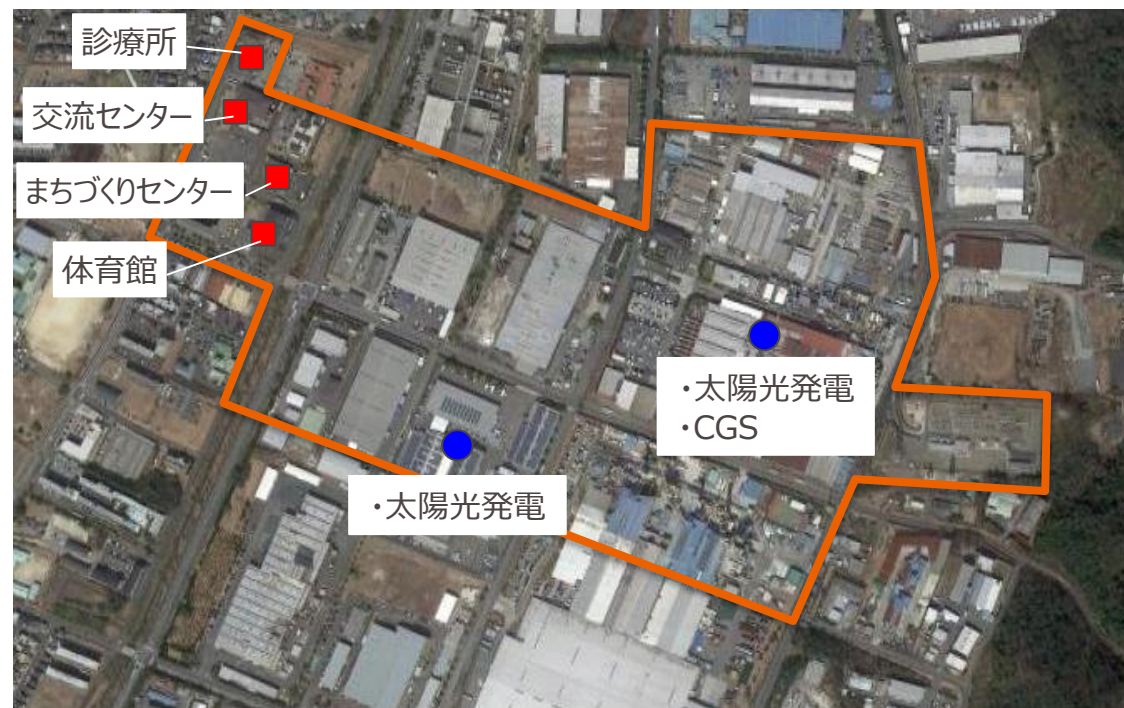 診療所
交流センター
まちづくりセンター
体育館
・太陽光発電
・CGS
・太陽光発電